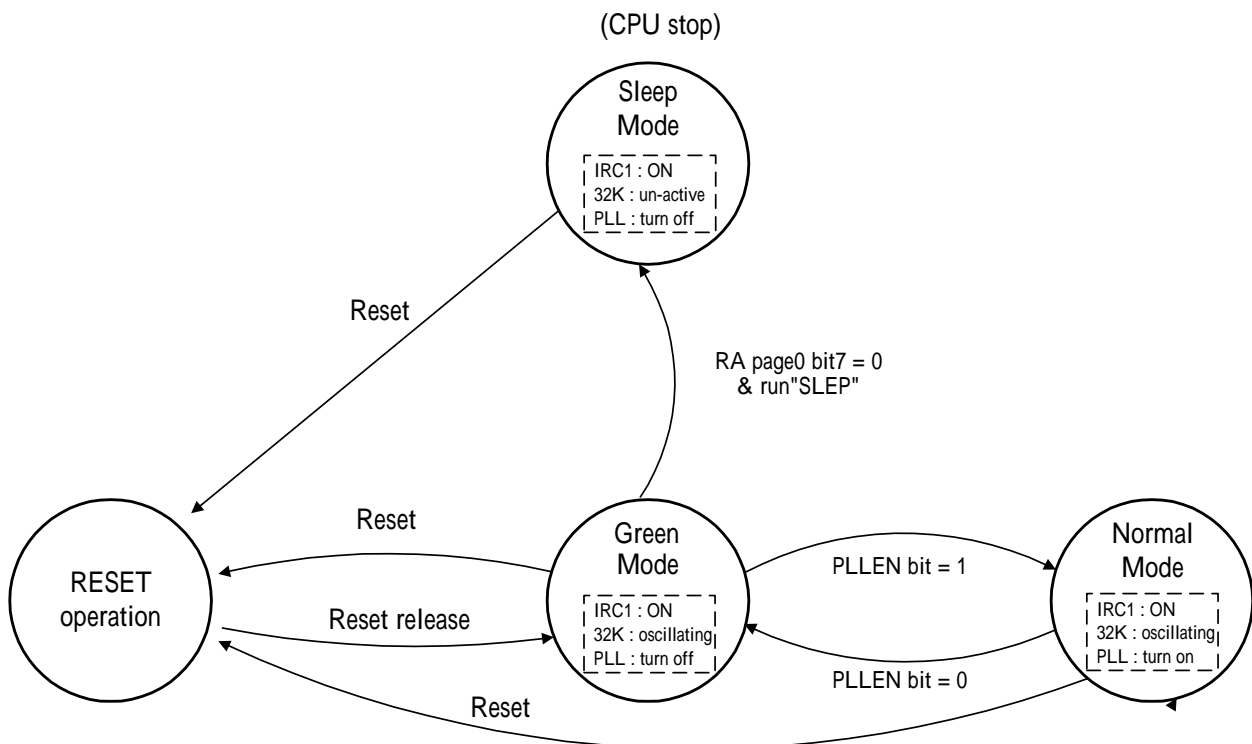 (CPU stop)
Sleep
Mode
IRC1 : ON
32K : un-active
PLL : turn off
Reset
RA page0 bit7 = 0
& run"SLEP"
Reset
RESET
operation
Reset release
Green
Mode
IRC1 : ON
32K : oscillating
PLL : turn off
PLLEN bit = 1
PLLEN bit = 0
Normal
Mode
IRC1 : ON
32K : oscillating
PLL : turn on
Reset